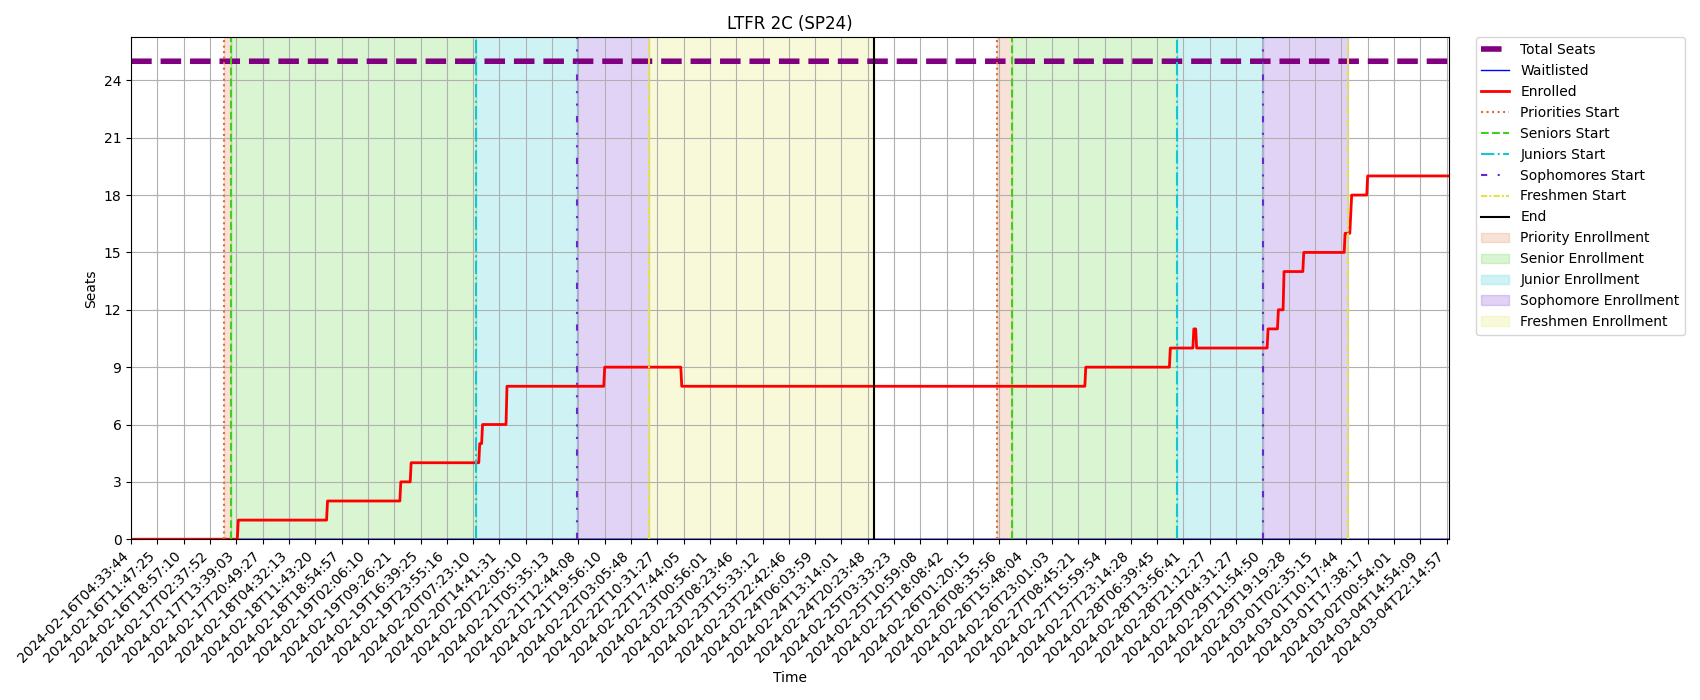 LTFR 2C (SP24)
Seats
24
21
18
15
12
9
6
3
0
2024-02-16T04:33:44
2024-02-16T11:47:25
2024-02-16T18:57:10
2024-02-17T02:37:52
2024-02-17T13:39:03
2024-02-17T20:49:27
2024-02-18T04:32:13
2024-02-18T11:43:20
2024-02-18T18:54:57
2024-02-19T02:06:10
2024-02-19T09:26:21
2024-02-19T16:39:25
2024-02-19T23:55:16
2024-02-20T07:23:10
2024-02-20T14:41:31
2024-02-20T22:05:10
2024-02-21T05:35:13
2024-02-21T12:44:08
2024-02-21T19:56:10
2024-02-22T03:05:48
2024-02-22T10:31:27
2024-02-22T17:44:05
2024-02-23T00:56:01
2024-02-23T08:23:46
2024-02-23T15:33:12
2024-02-23T22:42:46
2024-02-24T06:03:59
2024-02-24T13:14:01
2024-02-24T20:23:48
2024-02-25T03:33:23
2024-02-25T10:59:08
2024-02-25T18:08:42
2024-02-26T01:20:15
2024-02-26T08:35:56
2024-02-26T15:48:04
2024-02-26T23:01:03
2024-02-27T08:45:21
2024-02-27T15:59:54
2024-02-27T23:14:28
2024-02-28T06:39:45
2024-02-28T13:56:41
2024-02-28T21:12:27
2024-02-29T04:31:27
2024-02-29T11:54:50
2024-02-29T19:19:28
2024-03-01T02:35:15
2024-03-01T10:17:44
2024-03-01T17:38:17
2024-03-02T00:54:01
2024-03-04T14:54:09
2024-03-04T22:14:57
Time
Total Seats
Waitlisted
Enrolled
Priorities Start
Seniors Start
Juniors Start
Sophomores Start
Freshmen Start
End
Priority Enrollment
Senior Enrollment
Junior Enrollment
Sophomore Enrollment
Freshmen Enrollment